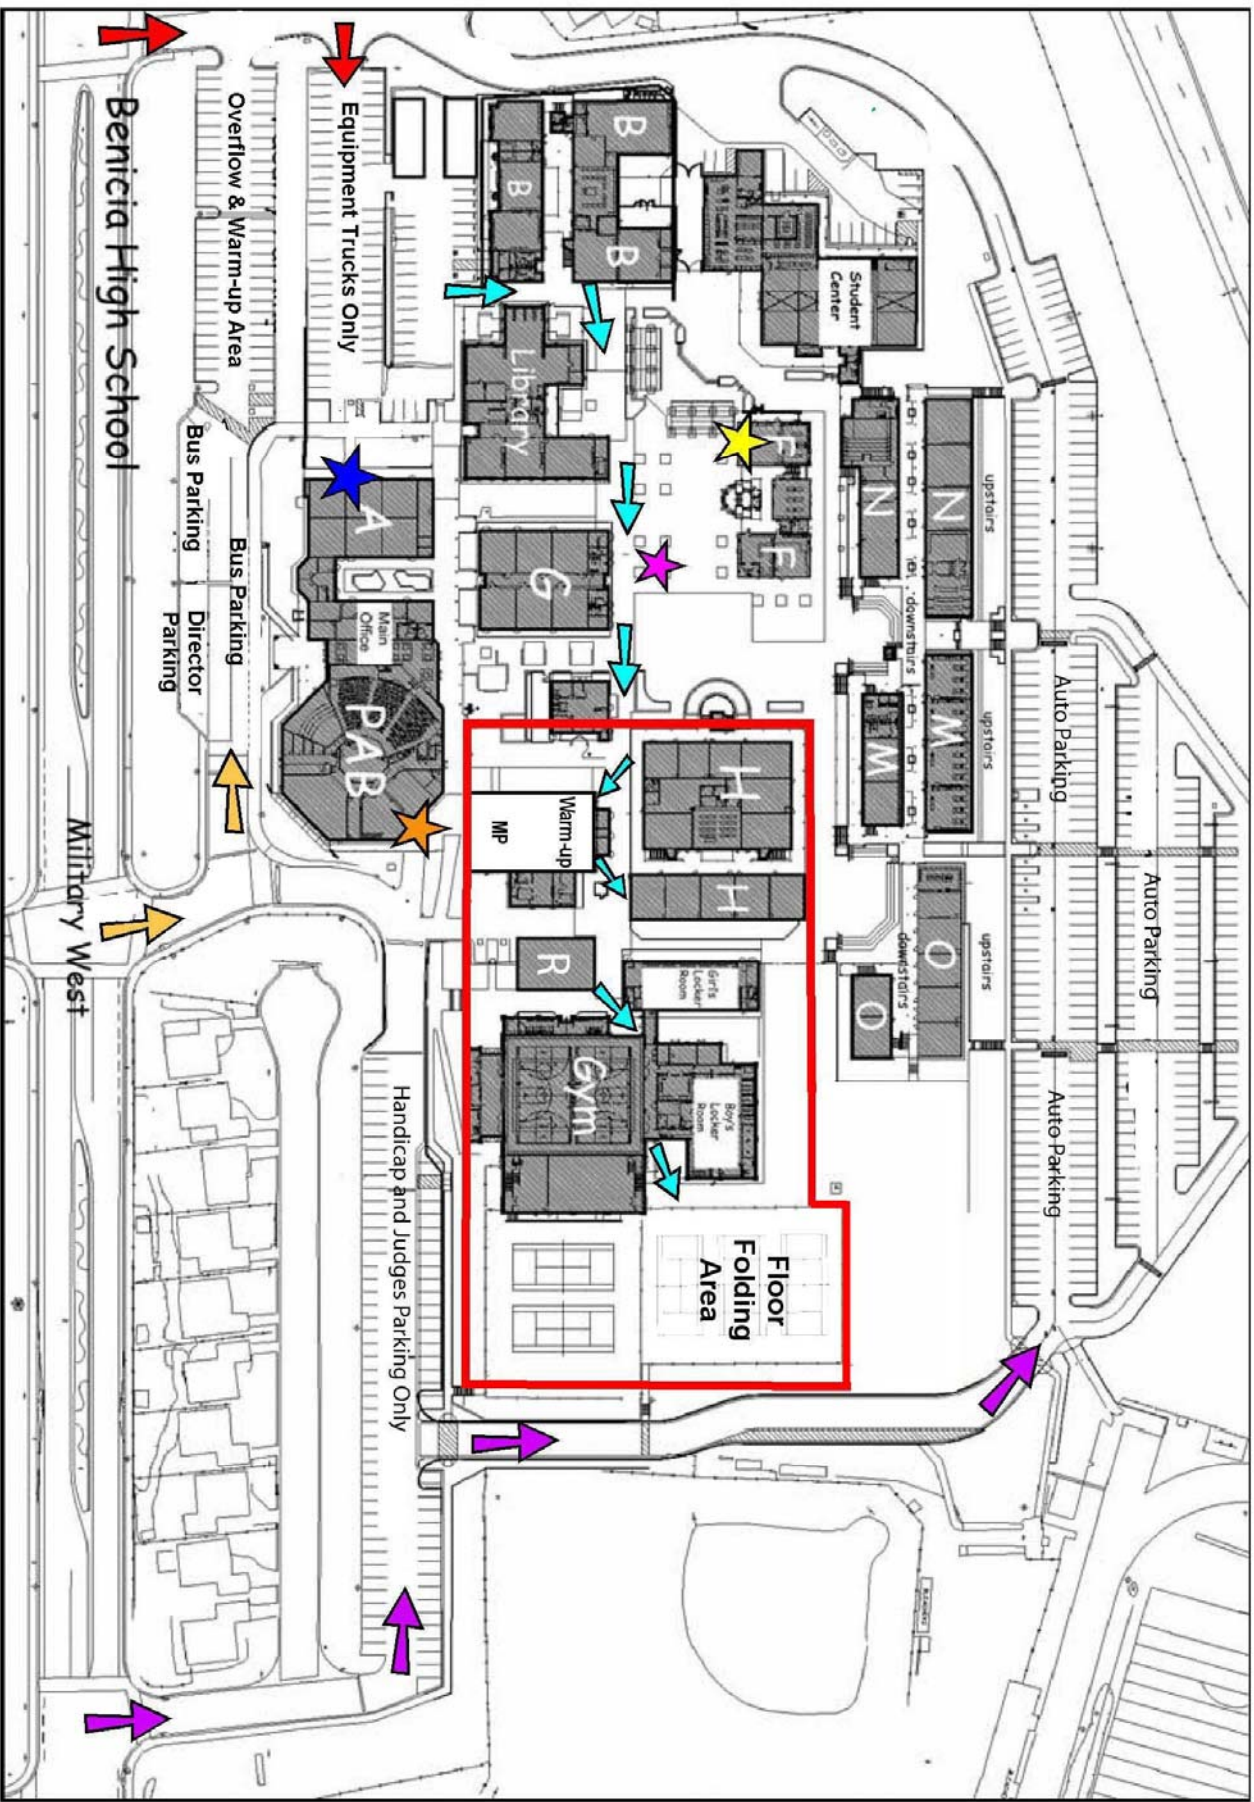 Auto Parking
Auto Parking
Auto Parking
upstairs
upstairs
upstairs
N
M
O
downstairs
downstairs
N
M
O
Student
Center
F
F
H
H
Floor
Folding
Area
Girl's
Locker
Room
Boy's
Locker
Room
B
B
B
Library
G
Warm-up
MP
R
Gym
A
Main
Office
PAB
Equipment Trucks Only
Handicap and Judges Parking Only
Overflow & Warm-up Area
Bus Parking
Bus Parking
Director
Parking
Benicia High School
Military West